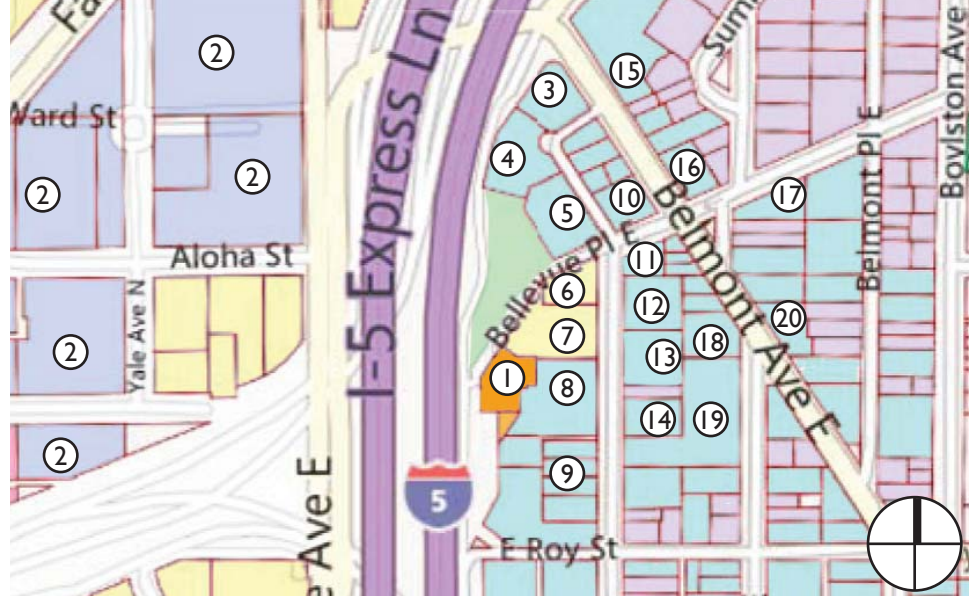 Fa
2
Ward St
2
2
Aloha St
Yale Ave N
2
2
e Ave E
I-5 Express Ln
5
E Roy St
Bellevue Pl E
Belmont Ave E
Summ
Belmont Pl E
Boylston Ave
1
3
4
5
6
7
8
9
10
11
12
13
14
15
16
17
18
19
20